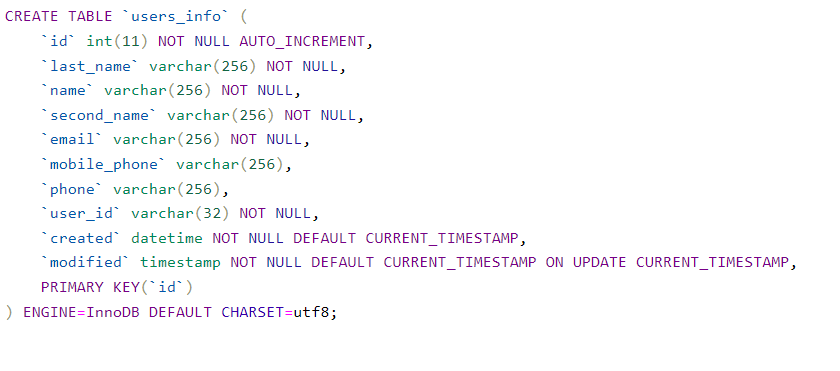 CREATE TABLE `users_info` (
    `id` int(11) NOT NULL AUTO_INCREMENT,
    `last_name` varchar(256) NOT NULL,
    `name` varchar(256) NOT NULL,
    `second_name` varchar(256) NOT NULL,
    `email` varchar(256) NOT NULL,
    `mobile_phone` varchar(256),
    `phone` varchar(256),
    `user_id` varchar(32) NOT NULL,
    `created` datetime NOT NULL DEFAULT CURRENT_TIMESTAMP,
    `modified` timestamp NOT NULL DEFAULT CURRENT_TIMESTAMP ON UPDATE CURRENT_TIMESTAMP,
    PRIMARY KEY(`id`)
) ENGINE=InnoDB DEFAULT CHARSET=utf8;